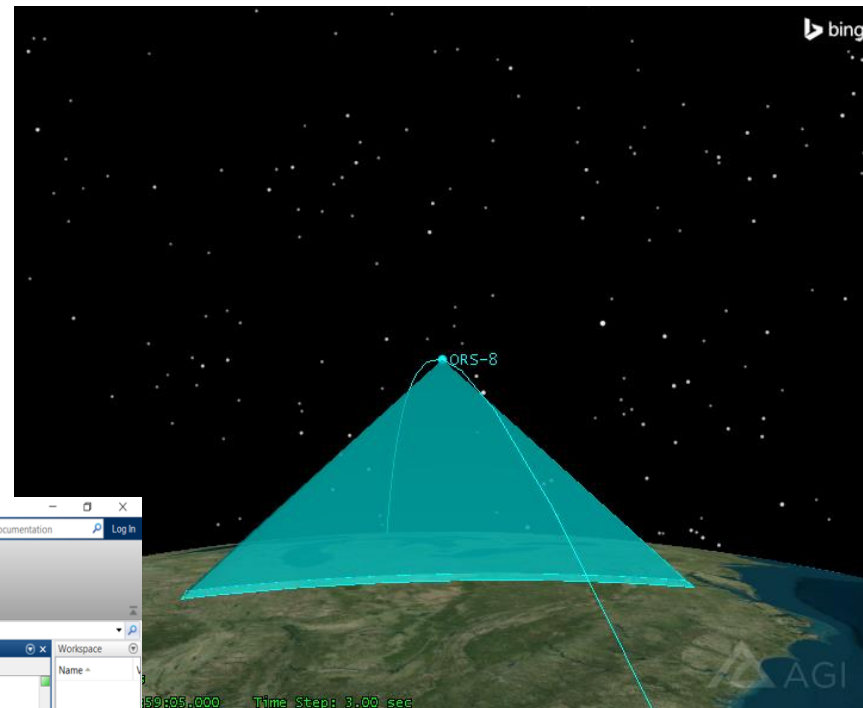 bing
ORS-8
ocumentation
Log In
Workspace
Name
59:05.000 Time Step: 3.00 sec
AGI